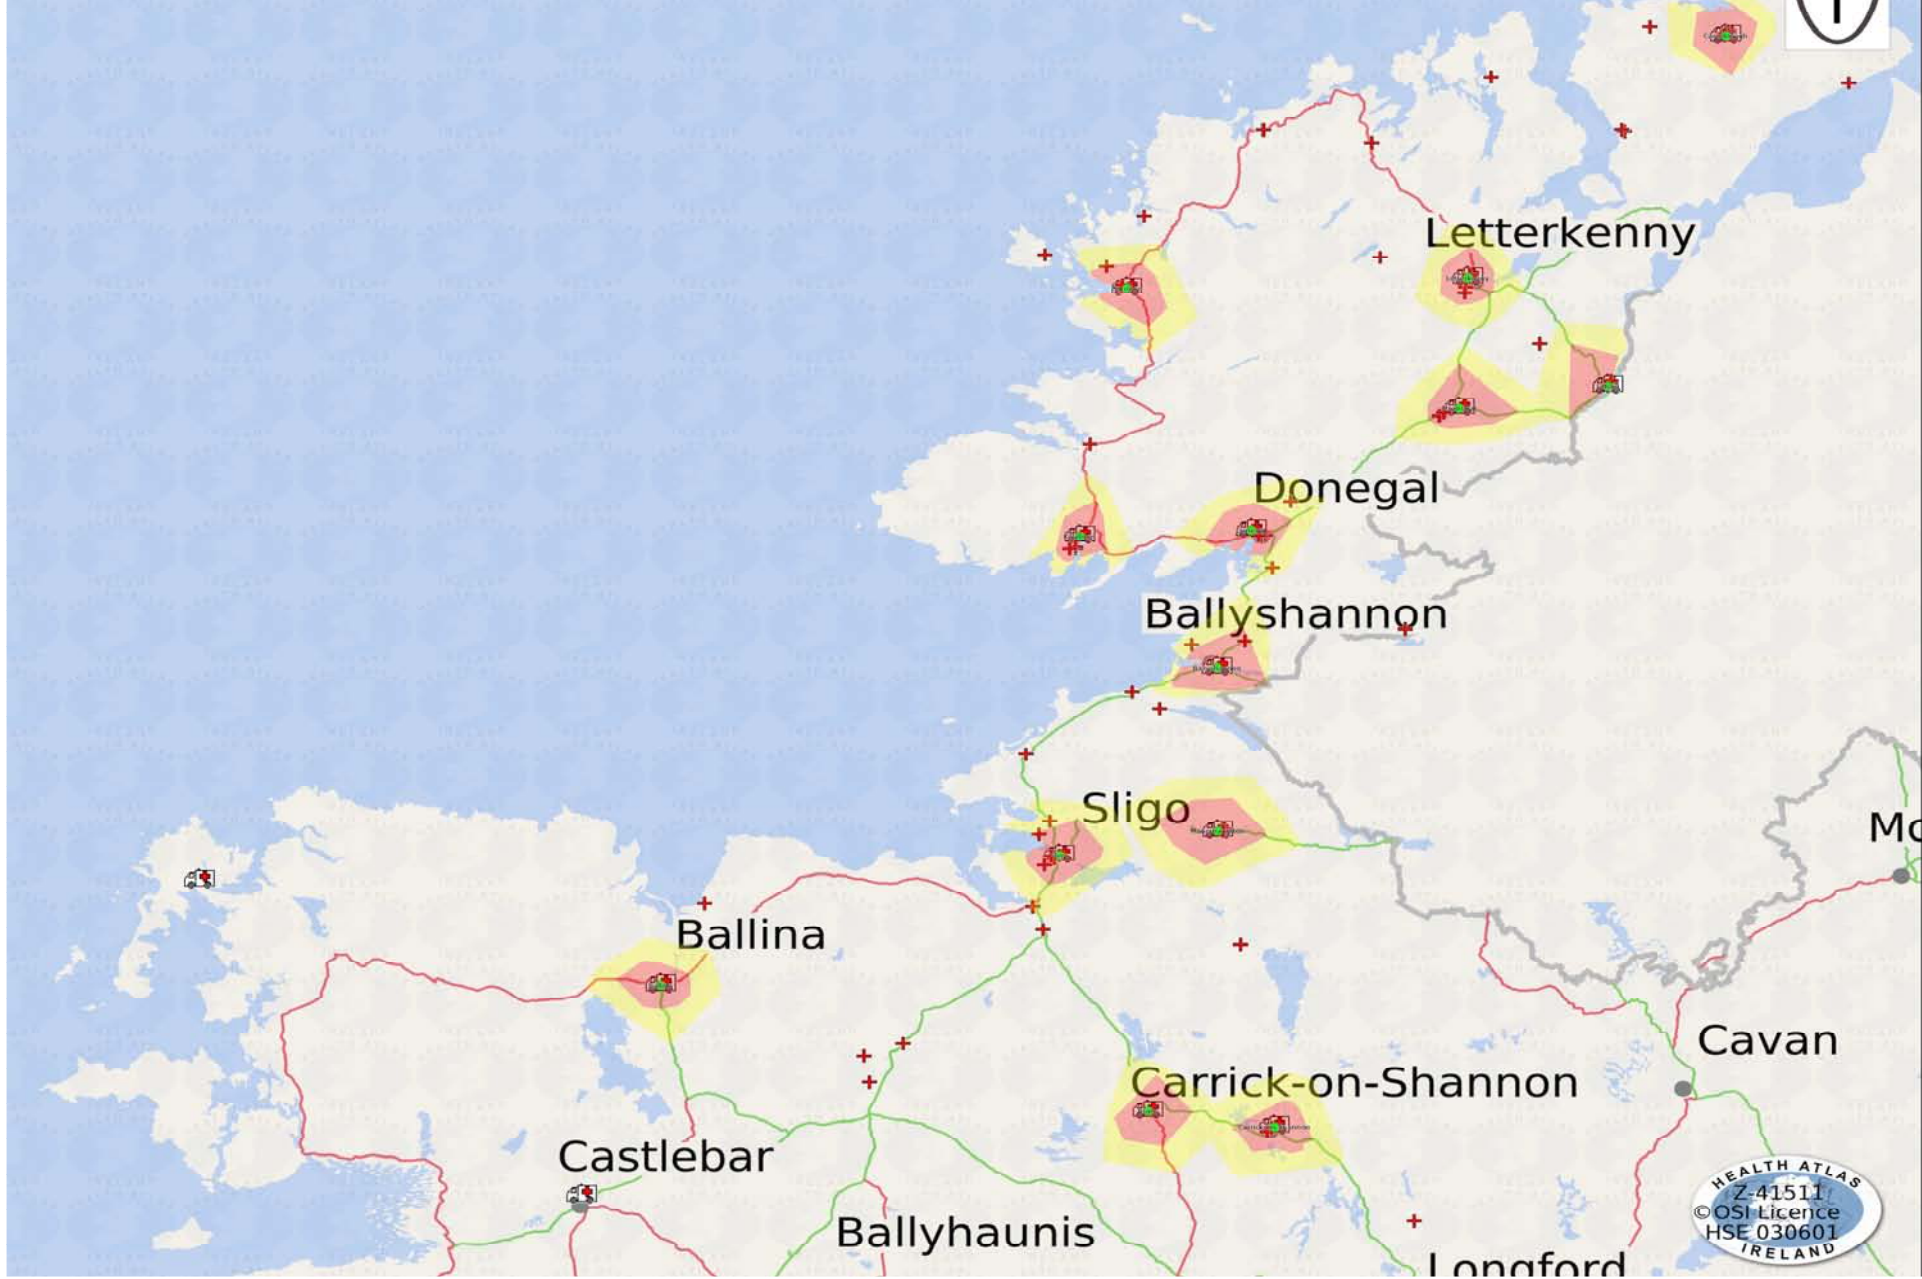 Letterkenny
Donegal
Ballyshannon
Sligo
Mo
Ballina
Cavan
Carrick-on-Shannon
Castlebar
Ballyhaunis
Longford
HEALTH ATLAS
Z-41511
©OSI Licence
HSE 030601
IRELAND